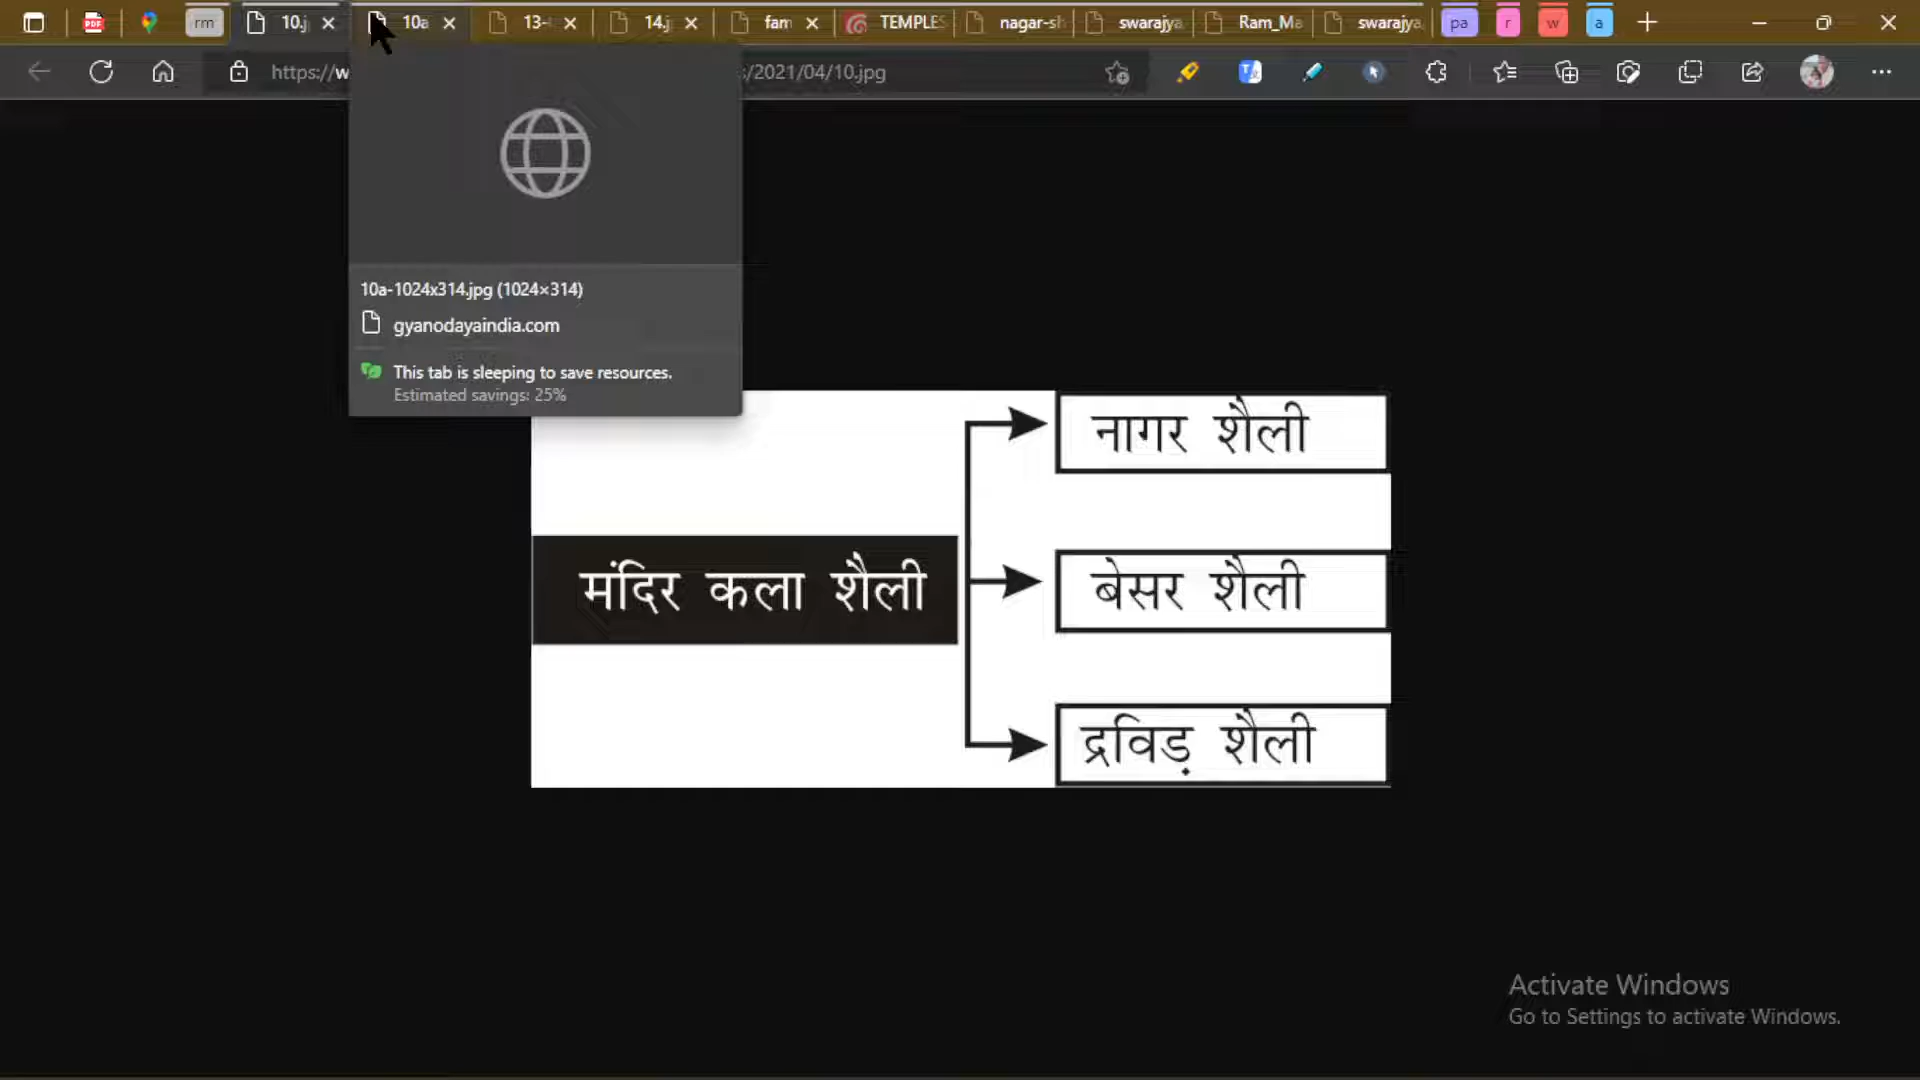 rm
10.j
10a
13-
14.j
fam
TEMPLES
nagar-sh
swarajya
Ram_Ma
swarajya
pa
r
w
a
https://w
s/2021/04/10.jpg
10a-1024x314.jpg (1024×314)
gyanodayaindia.com
This tab is sleeping to save resources.
Estimated savings: 25%
नागर शैली
मंदिर कला शैली
बेसर शैली
द्रविड़ शैली
Activate Windows
Go to Settings to activate Windows.